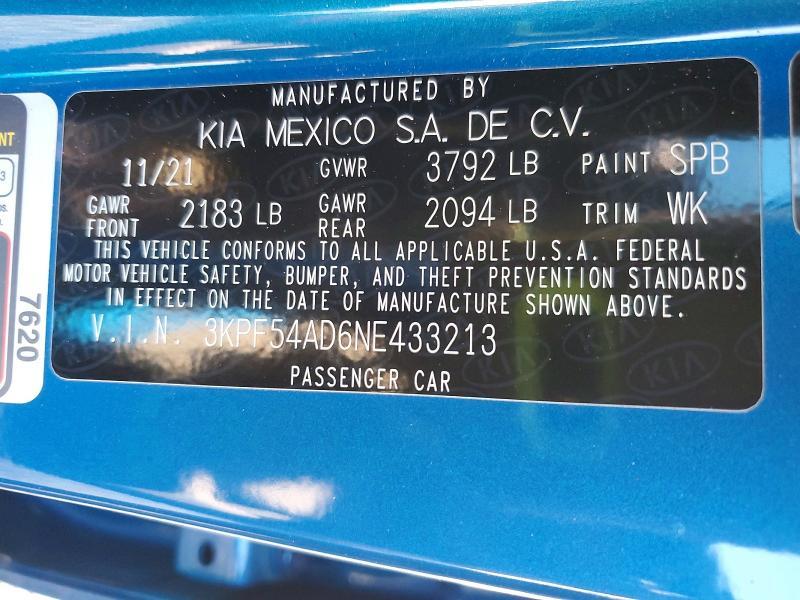 MANUFACTURED BY
KIA MEXICO S.A. DE C.V.
11/21 GVWR 3792 LB PAINT SPB
GAWR FRONT 2183 LB GAWR REAR 2094 LB TRIM WK
THIS VEHICLE CONFORMS TO ALL APPLICABLE U.S.A. FEDERAL
MOTOR VEHICLE SAFETY, BUMPER, AND THEFT PREVENTION STANDARDS
IN EFFECT ON THE DATE OF MANUFACTURE SHOWN ABOVE.
V.I.N. 3KPF54AD6NE433213
PASSENGER CAR
7620
KIA